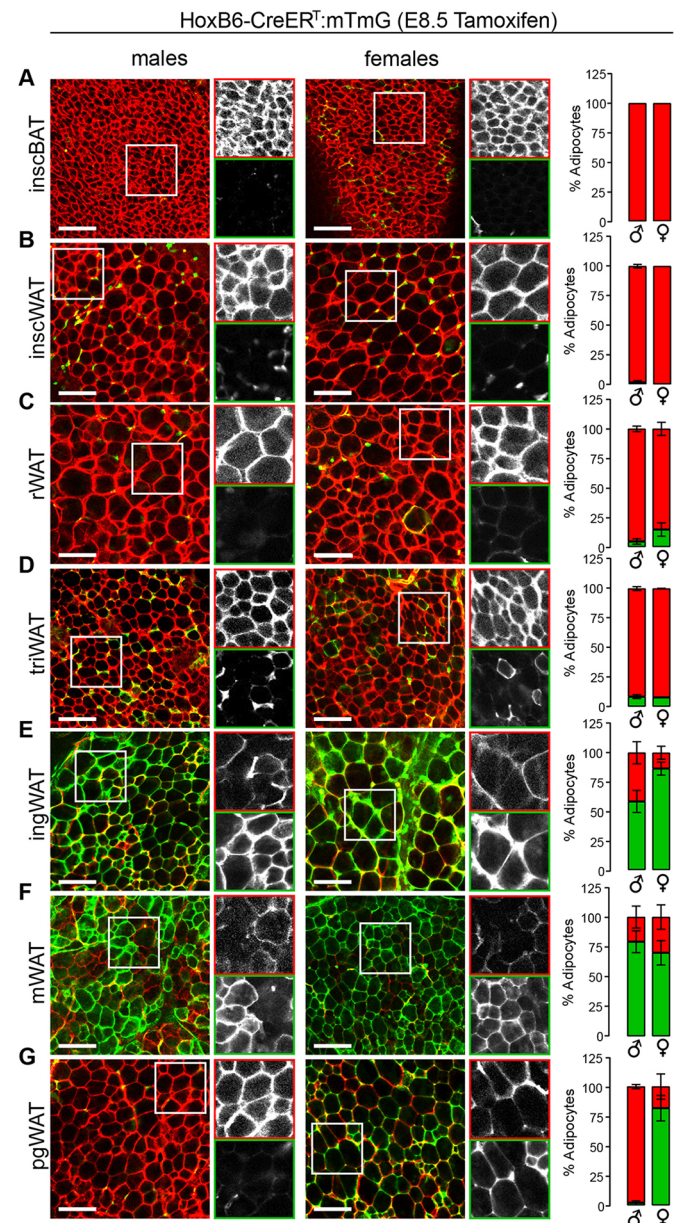 HoxB6-CreERᵀ:mTmG (E8.5 Tamoxifen)
males females
A
inscBAT
% Adipocytes
125
100
75
50
25
0
♂ ♀
B
inscWAT
% Adipocytes
125
100
75
50
25
0
♂ ♀
C
rWAT
% Adipocytes
125
100
75
50
25
0
♂ ♀
D
triWAT
% Adipocytes
125
100
75
50
25
0
♂ ♀
E
ingWAT
% Adipocytes
125
100
75
50
25
0
♂ ♀
F
mWAT
% Adipocytes
125
100
75
50
25
0
♂ ♀
G
pgWAT
% Adipocytes
125
100
75
50
25
0
♂ ♀